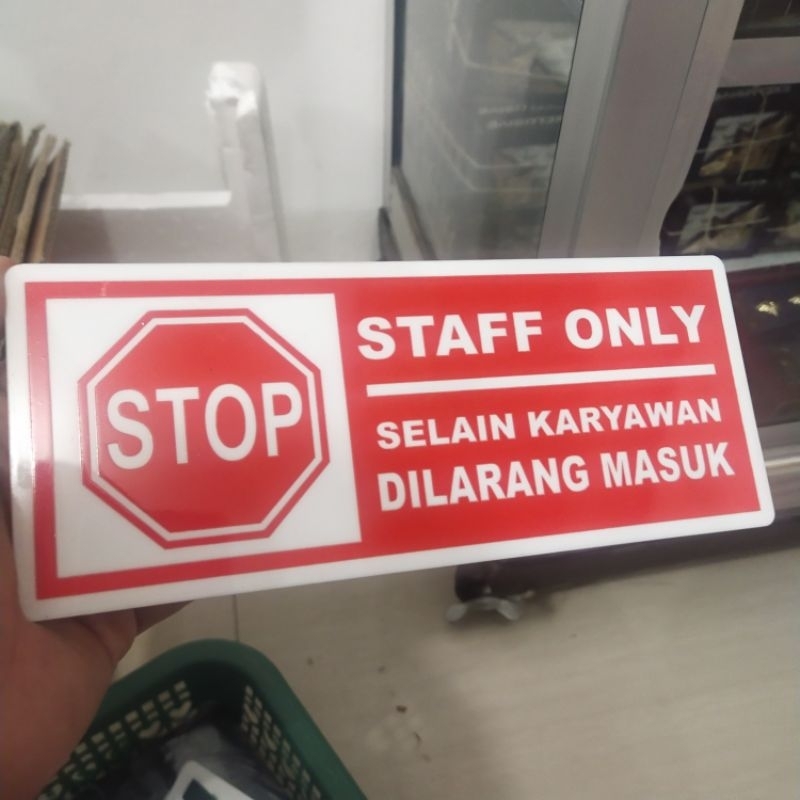 STOP
STAFF ONLY
SELAIN KARYAWAN
DILARANG MASUK